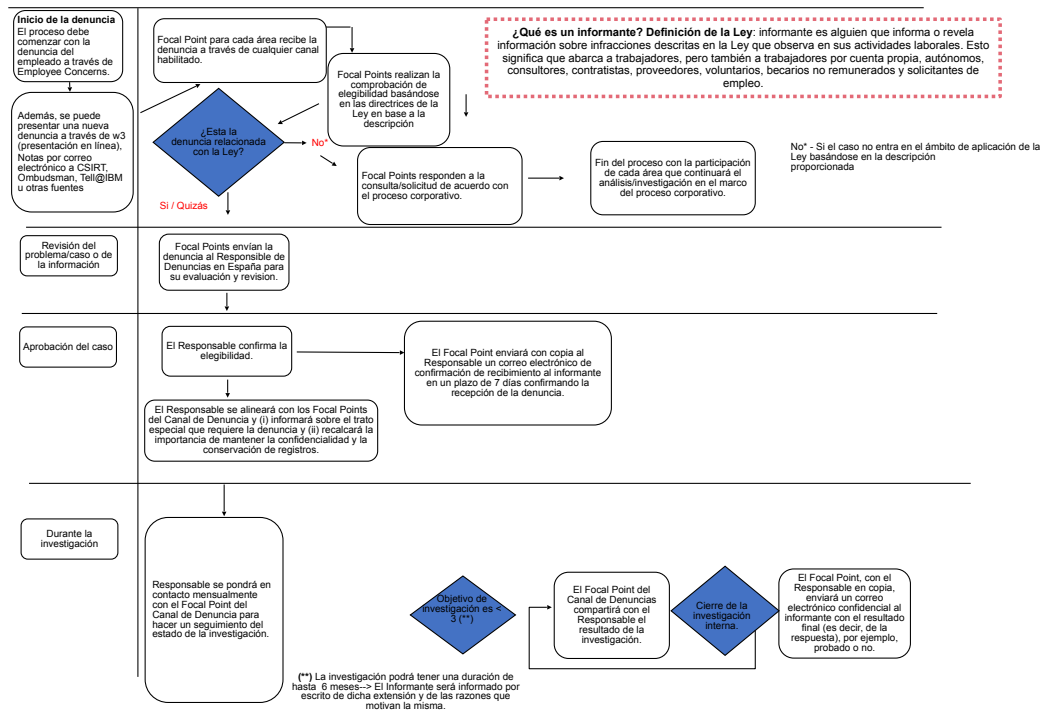 Inicio de la denuncia
El proceso debe
comenzar con la
denuncia del
empleado a través de
Employee Concerns.
Focal Point para cada área recibe la
denuncia a través de cualquier canal
habilitado.
Focal Points realizan la
comprobación de
elegibilidad basándose
en las directrices de la
Ley en base a la
descripción
¿Qué es un informante? Definición de la Ley: informante es alguien que informa o revela
información sobre infracciones descritas en la Ley que observa en sus actividades laborales. Esto
significa que abarca a trabajadores, pero también a trabajadores por cuenta propia, autónomos,
consultores, contratistas, proveedores, voluntarios, becarios no remunerados y solicitantes de
empleo.
Además, se puede
presentar una nueva
denuncia a través de w3
(presentación en línea),
Notas por correo
electrónico a CSIRT,
Ombudsman, Tell@IBM
u otras fuentes
¿Esta la
denuncia relacionada
con la Ley?
No*
Si / Quizás
Focal Points responden a la
consulta/solicitud de acuerdo con
el proceso corporativo.
Fin del proceso con la participación
de cada área que continuará el
análisis/investigación en el marco
del proceso corporativo.
No* - Si el caso no entra en el ámbito de aplicación de la
Ley basándose en la descripción
proporcionada
Revisión del
problema/caso o de
la información
Focal Points envían la
denuncia al Responsible de
Denuncias en España para
su evaluación y revision.
Aprobación del caso
El Responsable confirma la
elegibilidad.
El Focal Point enviará con copia al
Responsable un correo electrónico de
confirmación de recibimiento al informante
en un plazo de 7 días confirmando la
recepción de la denuncia.
El Responsable se alineará con los Focal Points
del Canal de Denuncia y (i) informará sobre el trato
especial que requiere la denuncia y (ii) recalcará la
importancia de mantener la confidencialidad y la
conservación de registros.
Durante la
investigación
Responsable se pondrá en
contacto mensualmente
con el Focal Point del
Canal de Denuncia para
hacer un seguimiento del
estado de la investigación.
Objetivo de
investigación es <
3 (**)
El Focal Point del
Canal de Denuncias
compartirá con el
Responsable el
resultado de la
investigación.
Cierre de la
investigación
interna.
El Focal Point, con el
Responsable en copia,
enviará un correo
electrónico confidencial al
informante con el resultado
final (es decir, de la
respuesta), por ejemplo,
probado o no.
(**) La investigación podrá tener una duración de
hasta 6 meses--> El Informante será informado por
escrito de dicha extensión y de las razones que
motivan la misma.